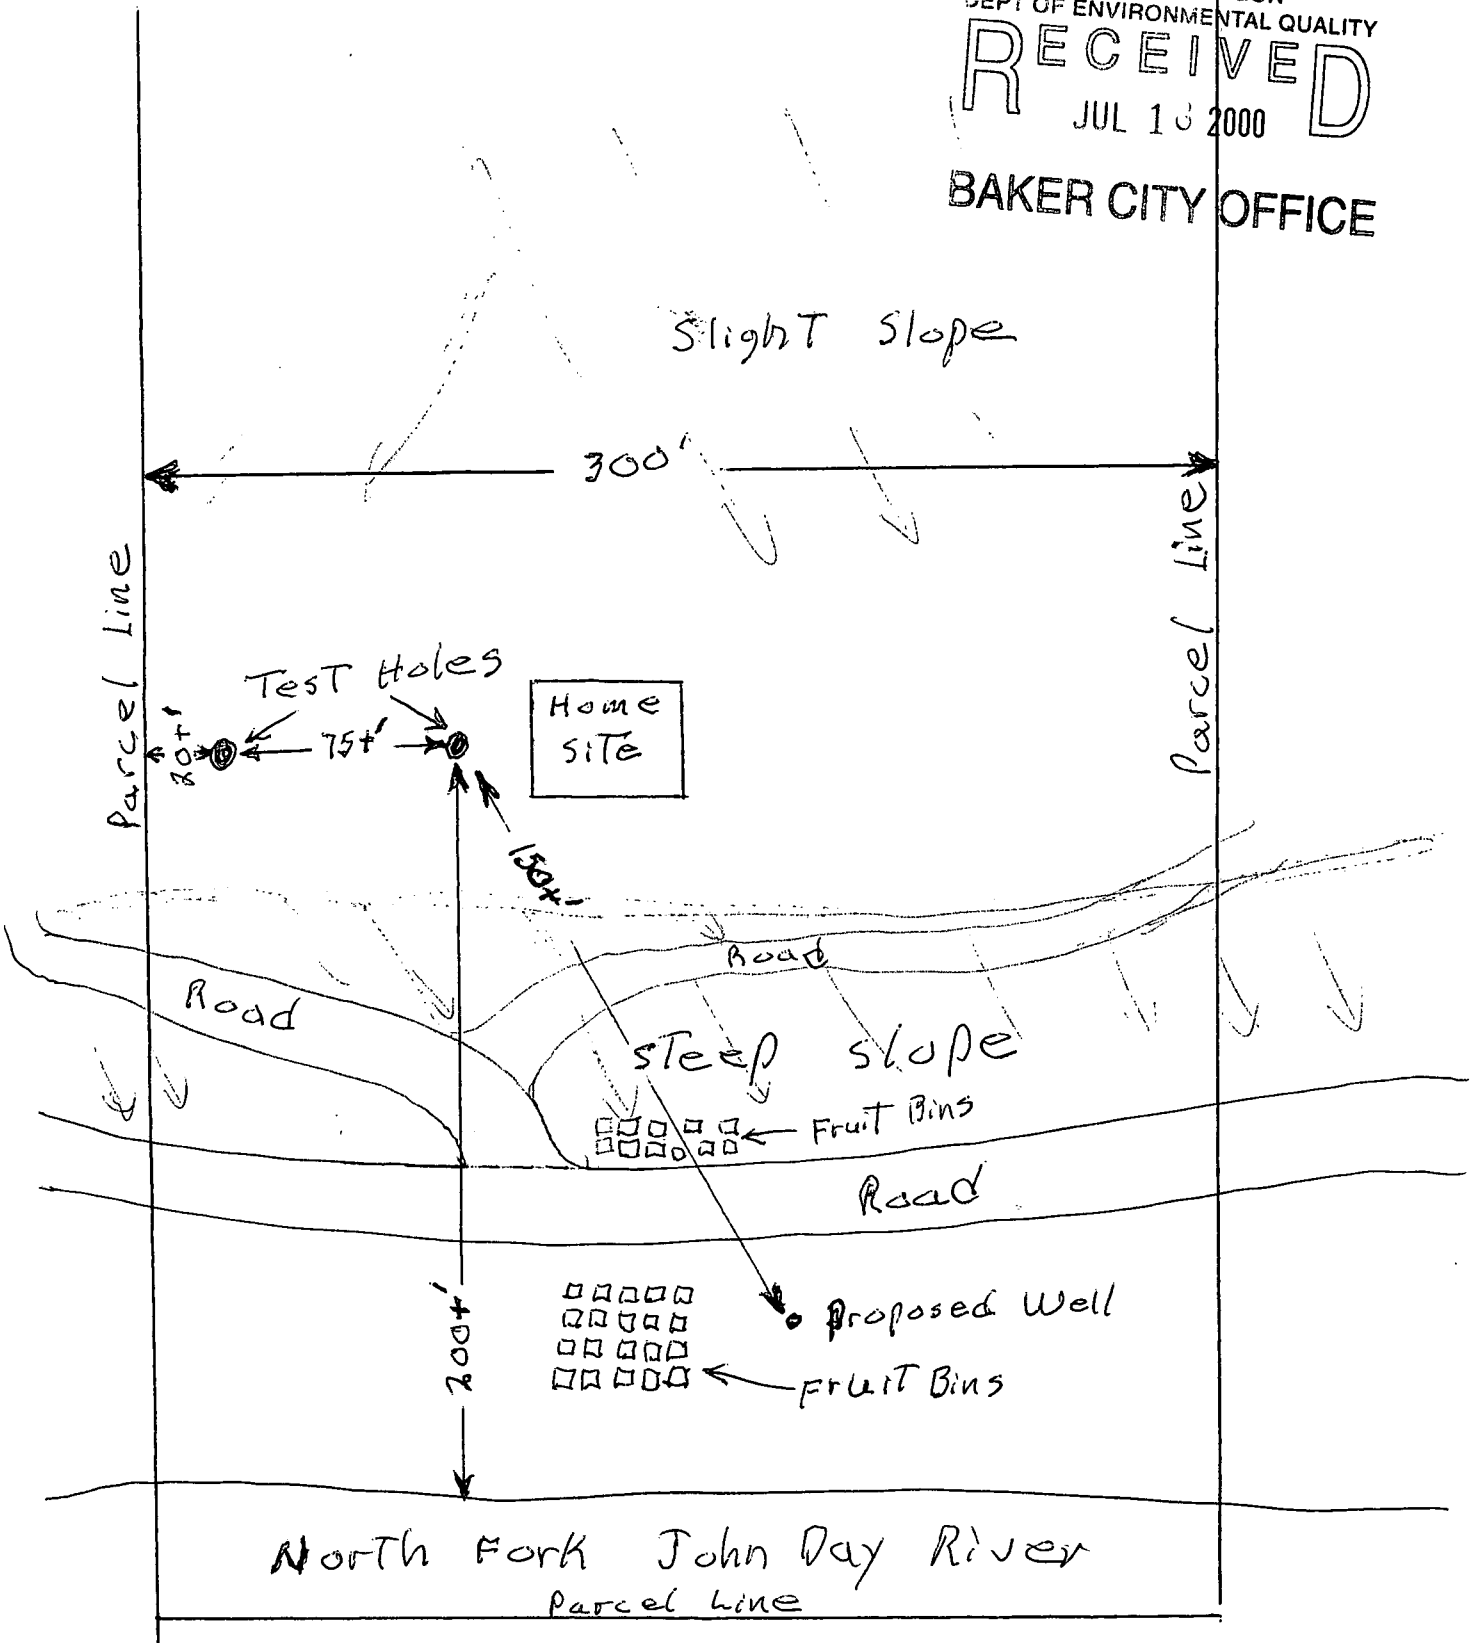 DEPT OF ENVIRONMENTAL QUALITY
RECEIVED
JUL 2000
BAKER CITY OFFICE
Slight Slope
300'
Parcel Line
Parcel Line
Test Holes
Home
Site
20+'
75+'
150+-
Road
Road
Steep Slope
Fruit Bins
Road
200+'
Proposed Well
Fruit Bins
North Fork John Day River
Parcel Line